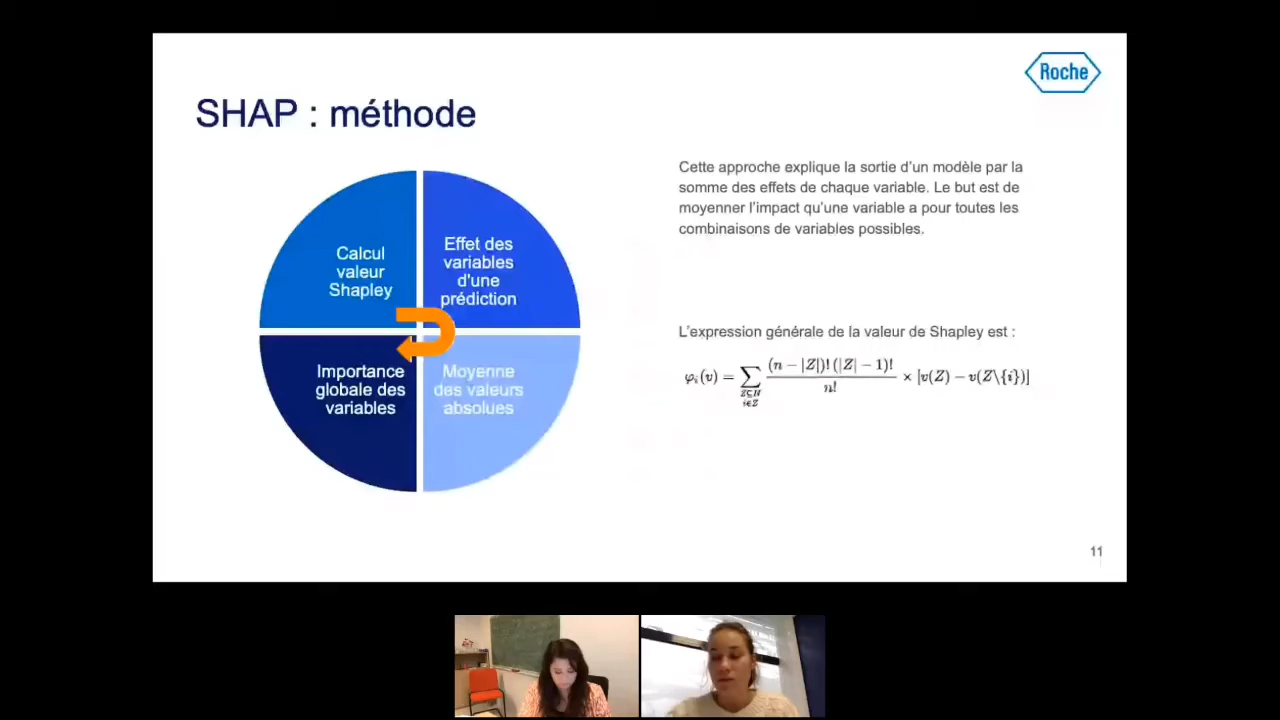 Roche
SHAP : méthode
Calcul
valeur
Shapley
Effet des
variables
d'une
prédiction
Importance
globale des
variables
Moyenne
des valeurs
absolues
Cette approche explique la sortie d'un modèle par la
somme des effets de chaque variable. Le but est de
moyenner l'impact qu'une variable a pour toutes les
combinaisons de variables possibles.
L'expression générale de la valeur de Shapley est :
φᵢ(v) = ∑_{Z⊆N, i∈Z} (n − |Z|)! (|Z| − 1)! / n! × [v(Z) − v(Z\{i})]
11